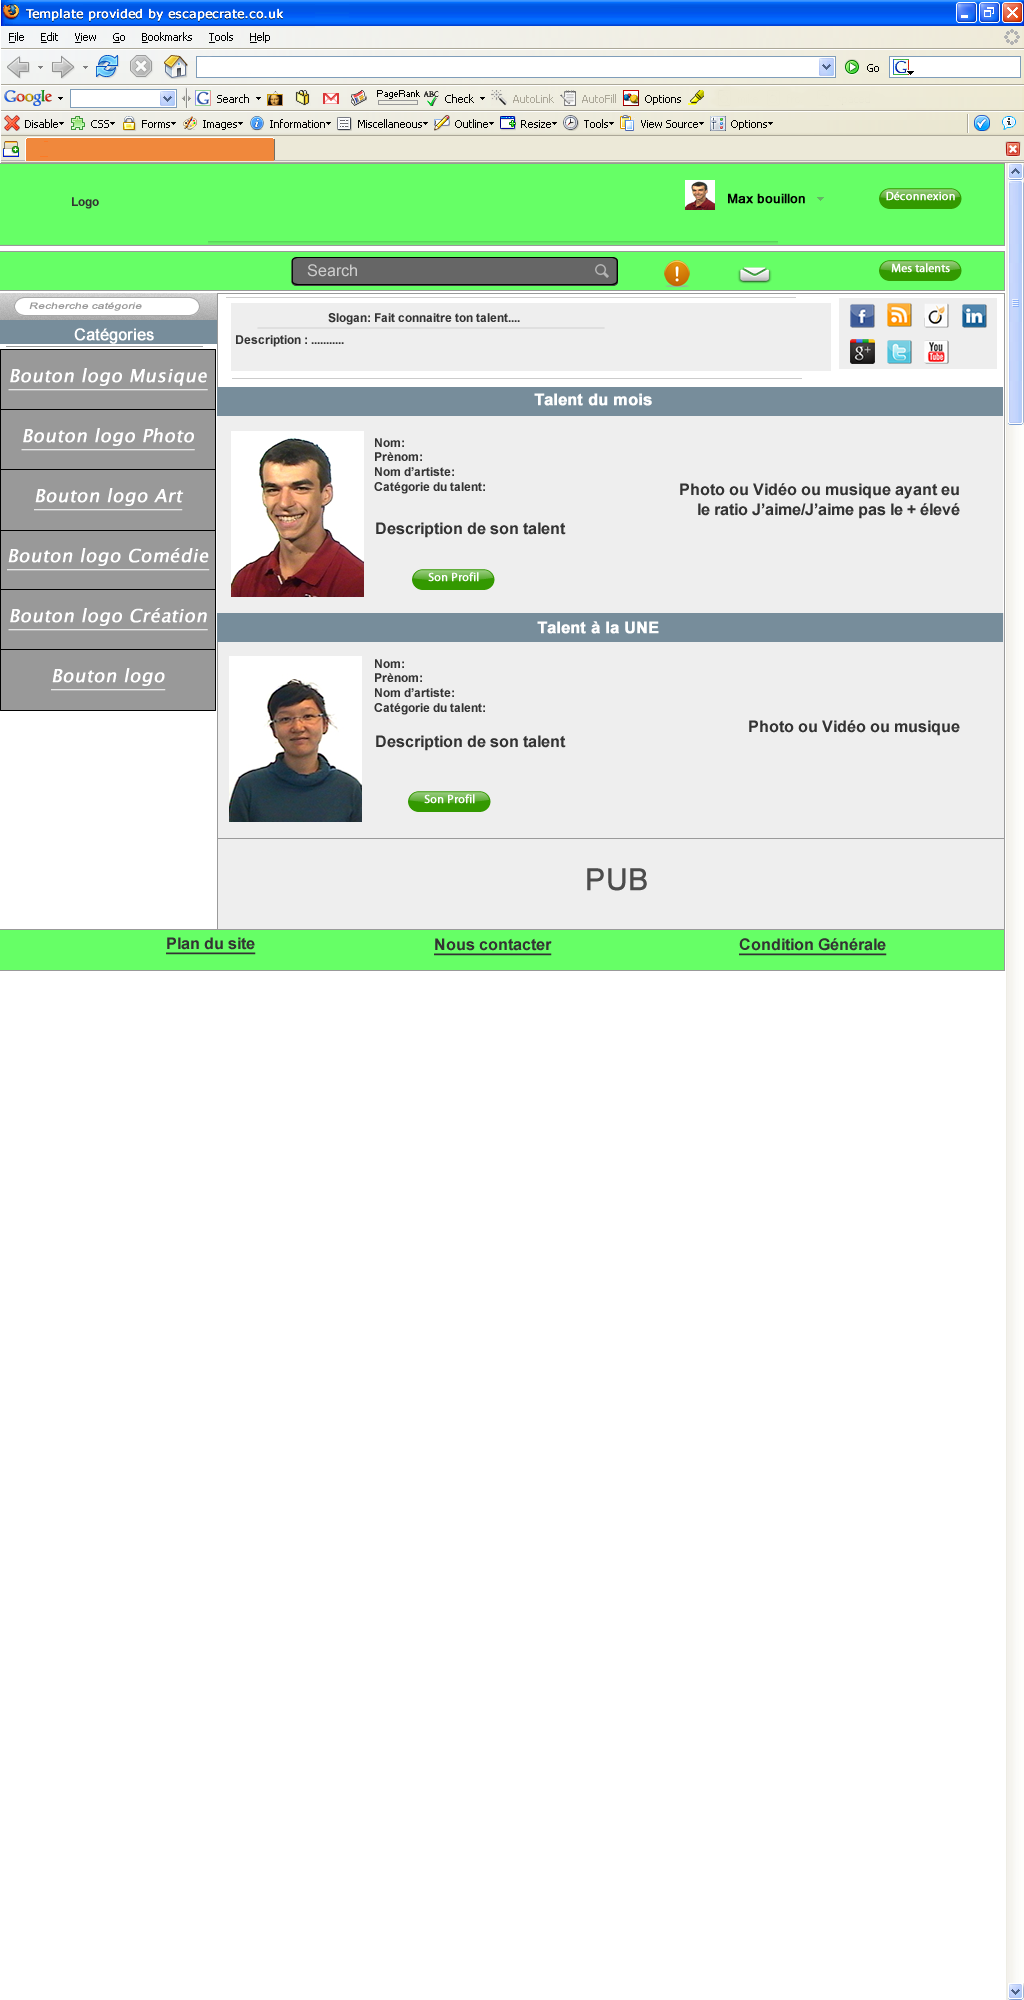 Template provided by escapecrate.co.uk
File Edit View Go Bookmarks Tools Help
Go G
Google G Search PageRank ABC Check AutoLink AutoFill Options
Disable CSS Forms Images Information Miscellaneous Outline Resize Tools View Source Options
Logo
Max bouillon
Déconnexion
Search
!
Mes talents
Recherche catégorie
Catégories
Bouton logo Musique
Bouton logo Photo
Bouton logo Art
Bouton logo Comédie
Bouton logo Création
Bouton logo
Slogan: Fait connaitre ton talent....
Description : ...........
f
in
g+
t
You Tube
Talent du mois
Nom:
Prènom:
Nom d'artiste:
Catégorie du talent:
Description de son talent
Son Profil
Photo ou Vidéo ou musique ayant eu
le ratio J'aime/J'aime pas le + élevé
Talent à la UNE
Nom:
Prènom:
Nom d'artiste:
Catégorie du talent:
Description de son talent
Son Profil
Photo ou Vidéo ou musique
PUB
Plan du site
Nous contacter
Condition Générale